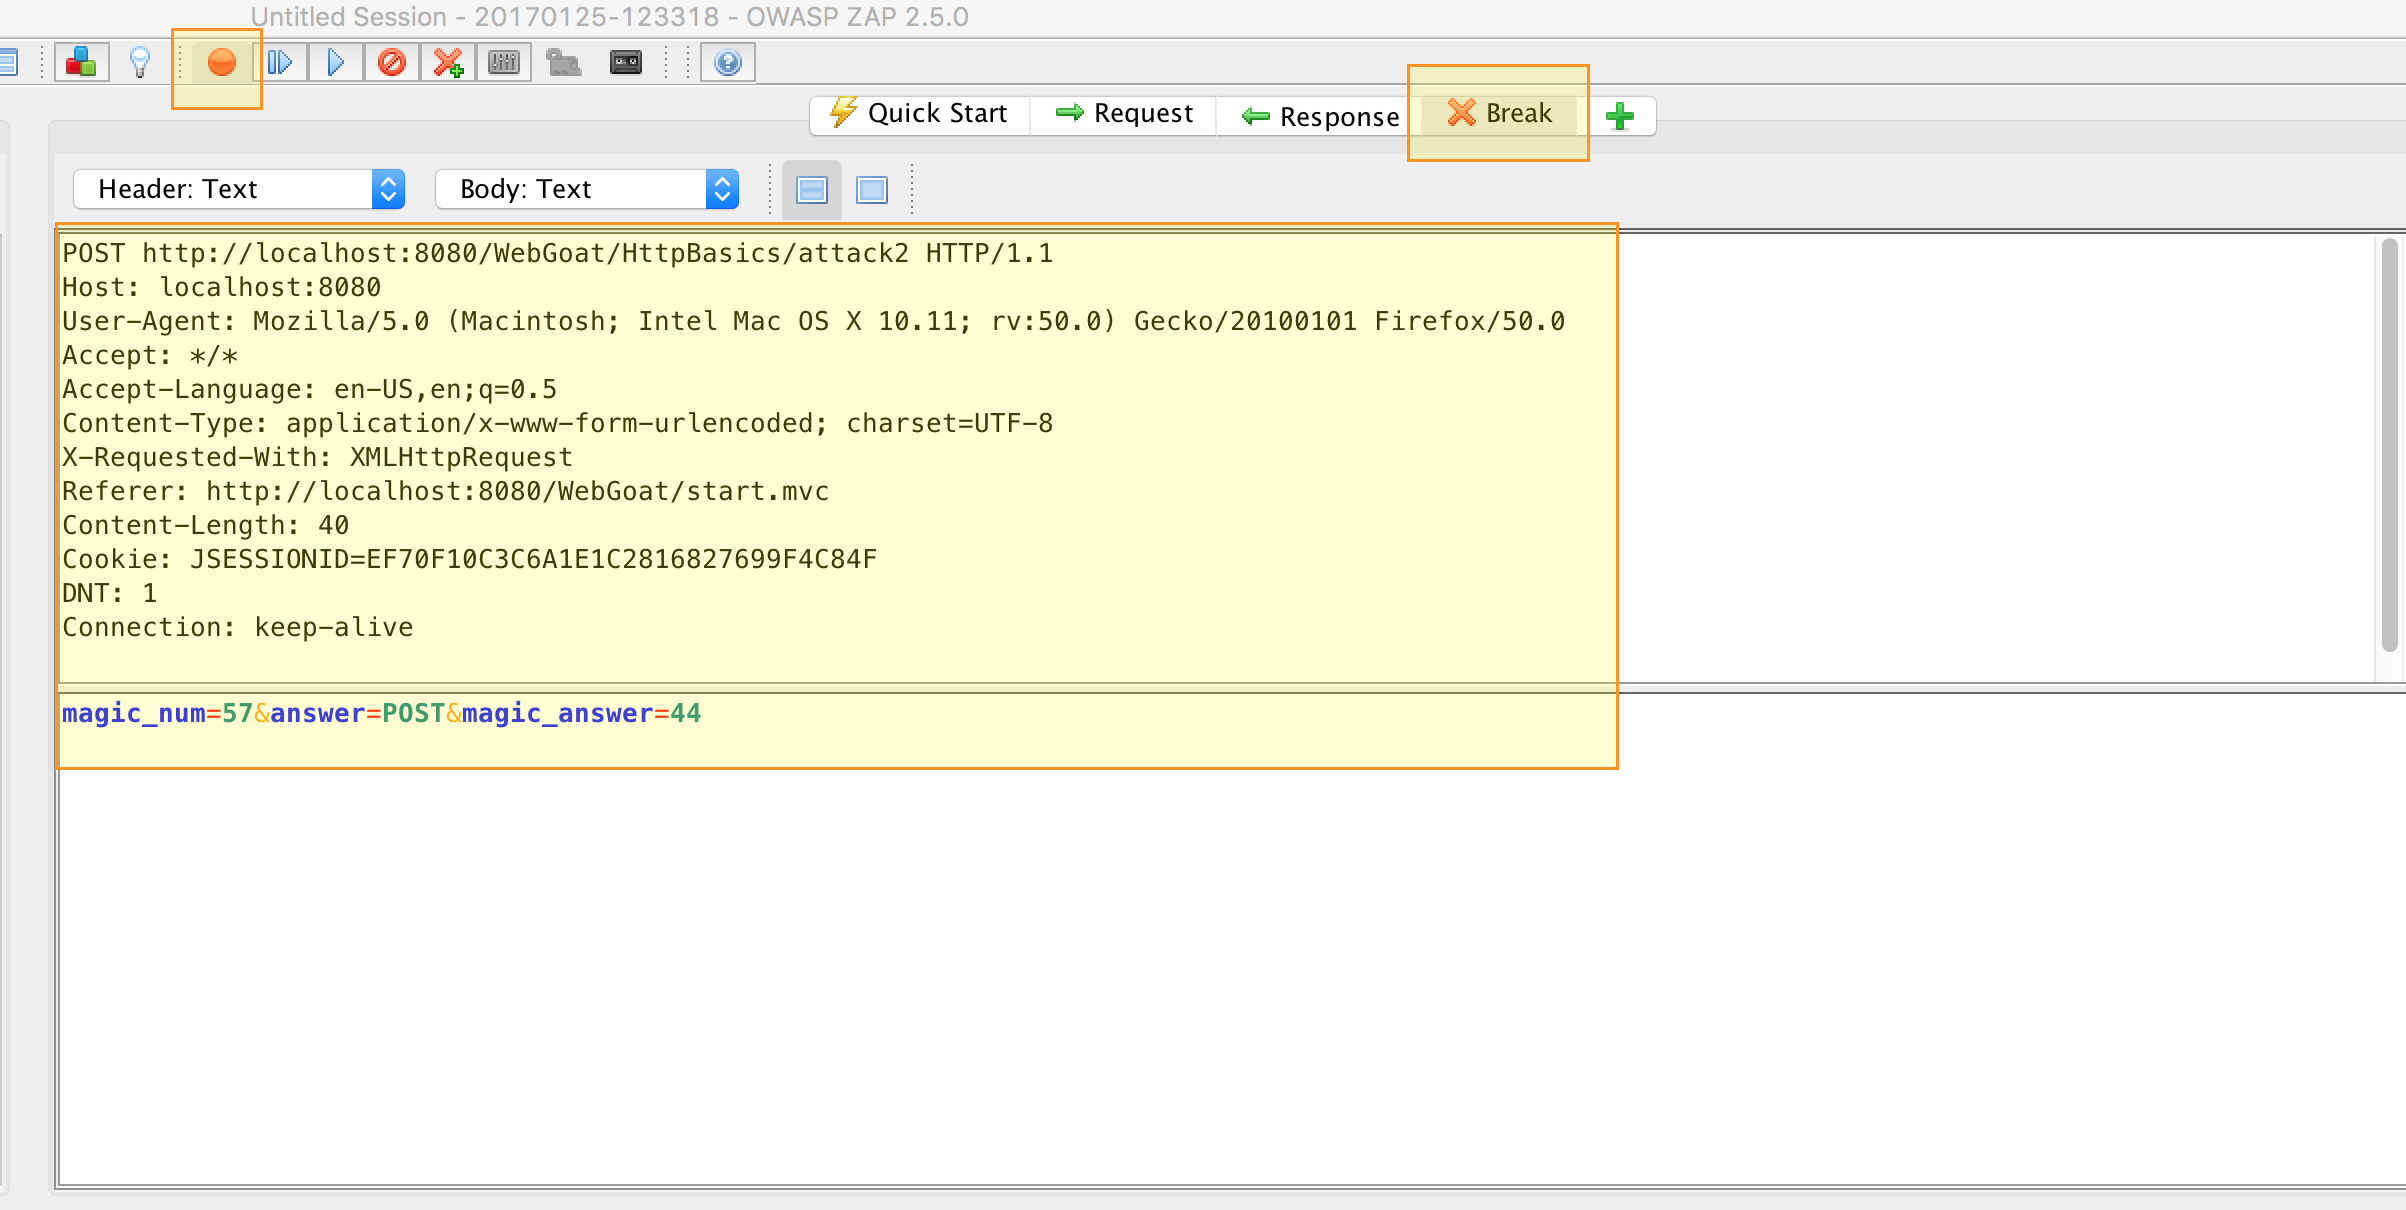 Untitled Session - 20170125-123318 - OWASP ZAP 2.5.0
Quick Start
Request
Response
Break
Header: Text
Body: Text
POST http://localhost:8080/WebGoat/HttpBasics/attack2 HTTP/1.1
Host: localhost:8080
User-Agent: Mozilla/5.0 (Macintosh; Intel Mac OS X 10.11; rv:50.0) Gecko/20100101 Firefox/50.0
Accept: */*
Accept-Language: en-US,en;q=0.5
Content-Type: application/x-www-form-urlencoded; charset=UTF-8
X-Requested-With: XMLHttpRequest
Referer: http://localhost:8080/WebGoat/start.mvc
Content-Length: 40
Cookie: JSESSIONID=EF70F10C3C6A1E1C2816827699F4C84F
DNT: 1
Connection: keep-alive
magic_num=57&answer=POST&magic_answer=44